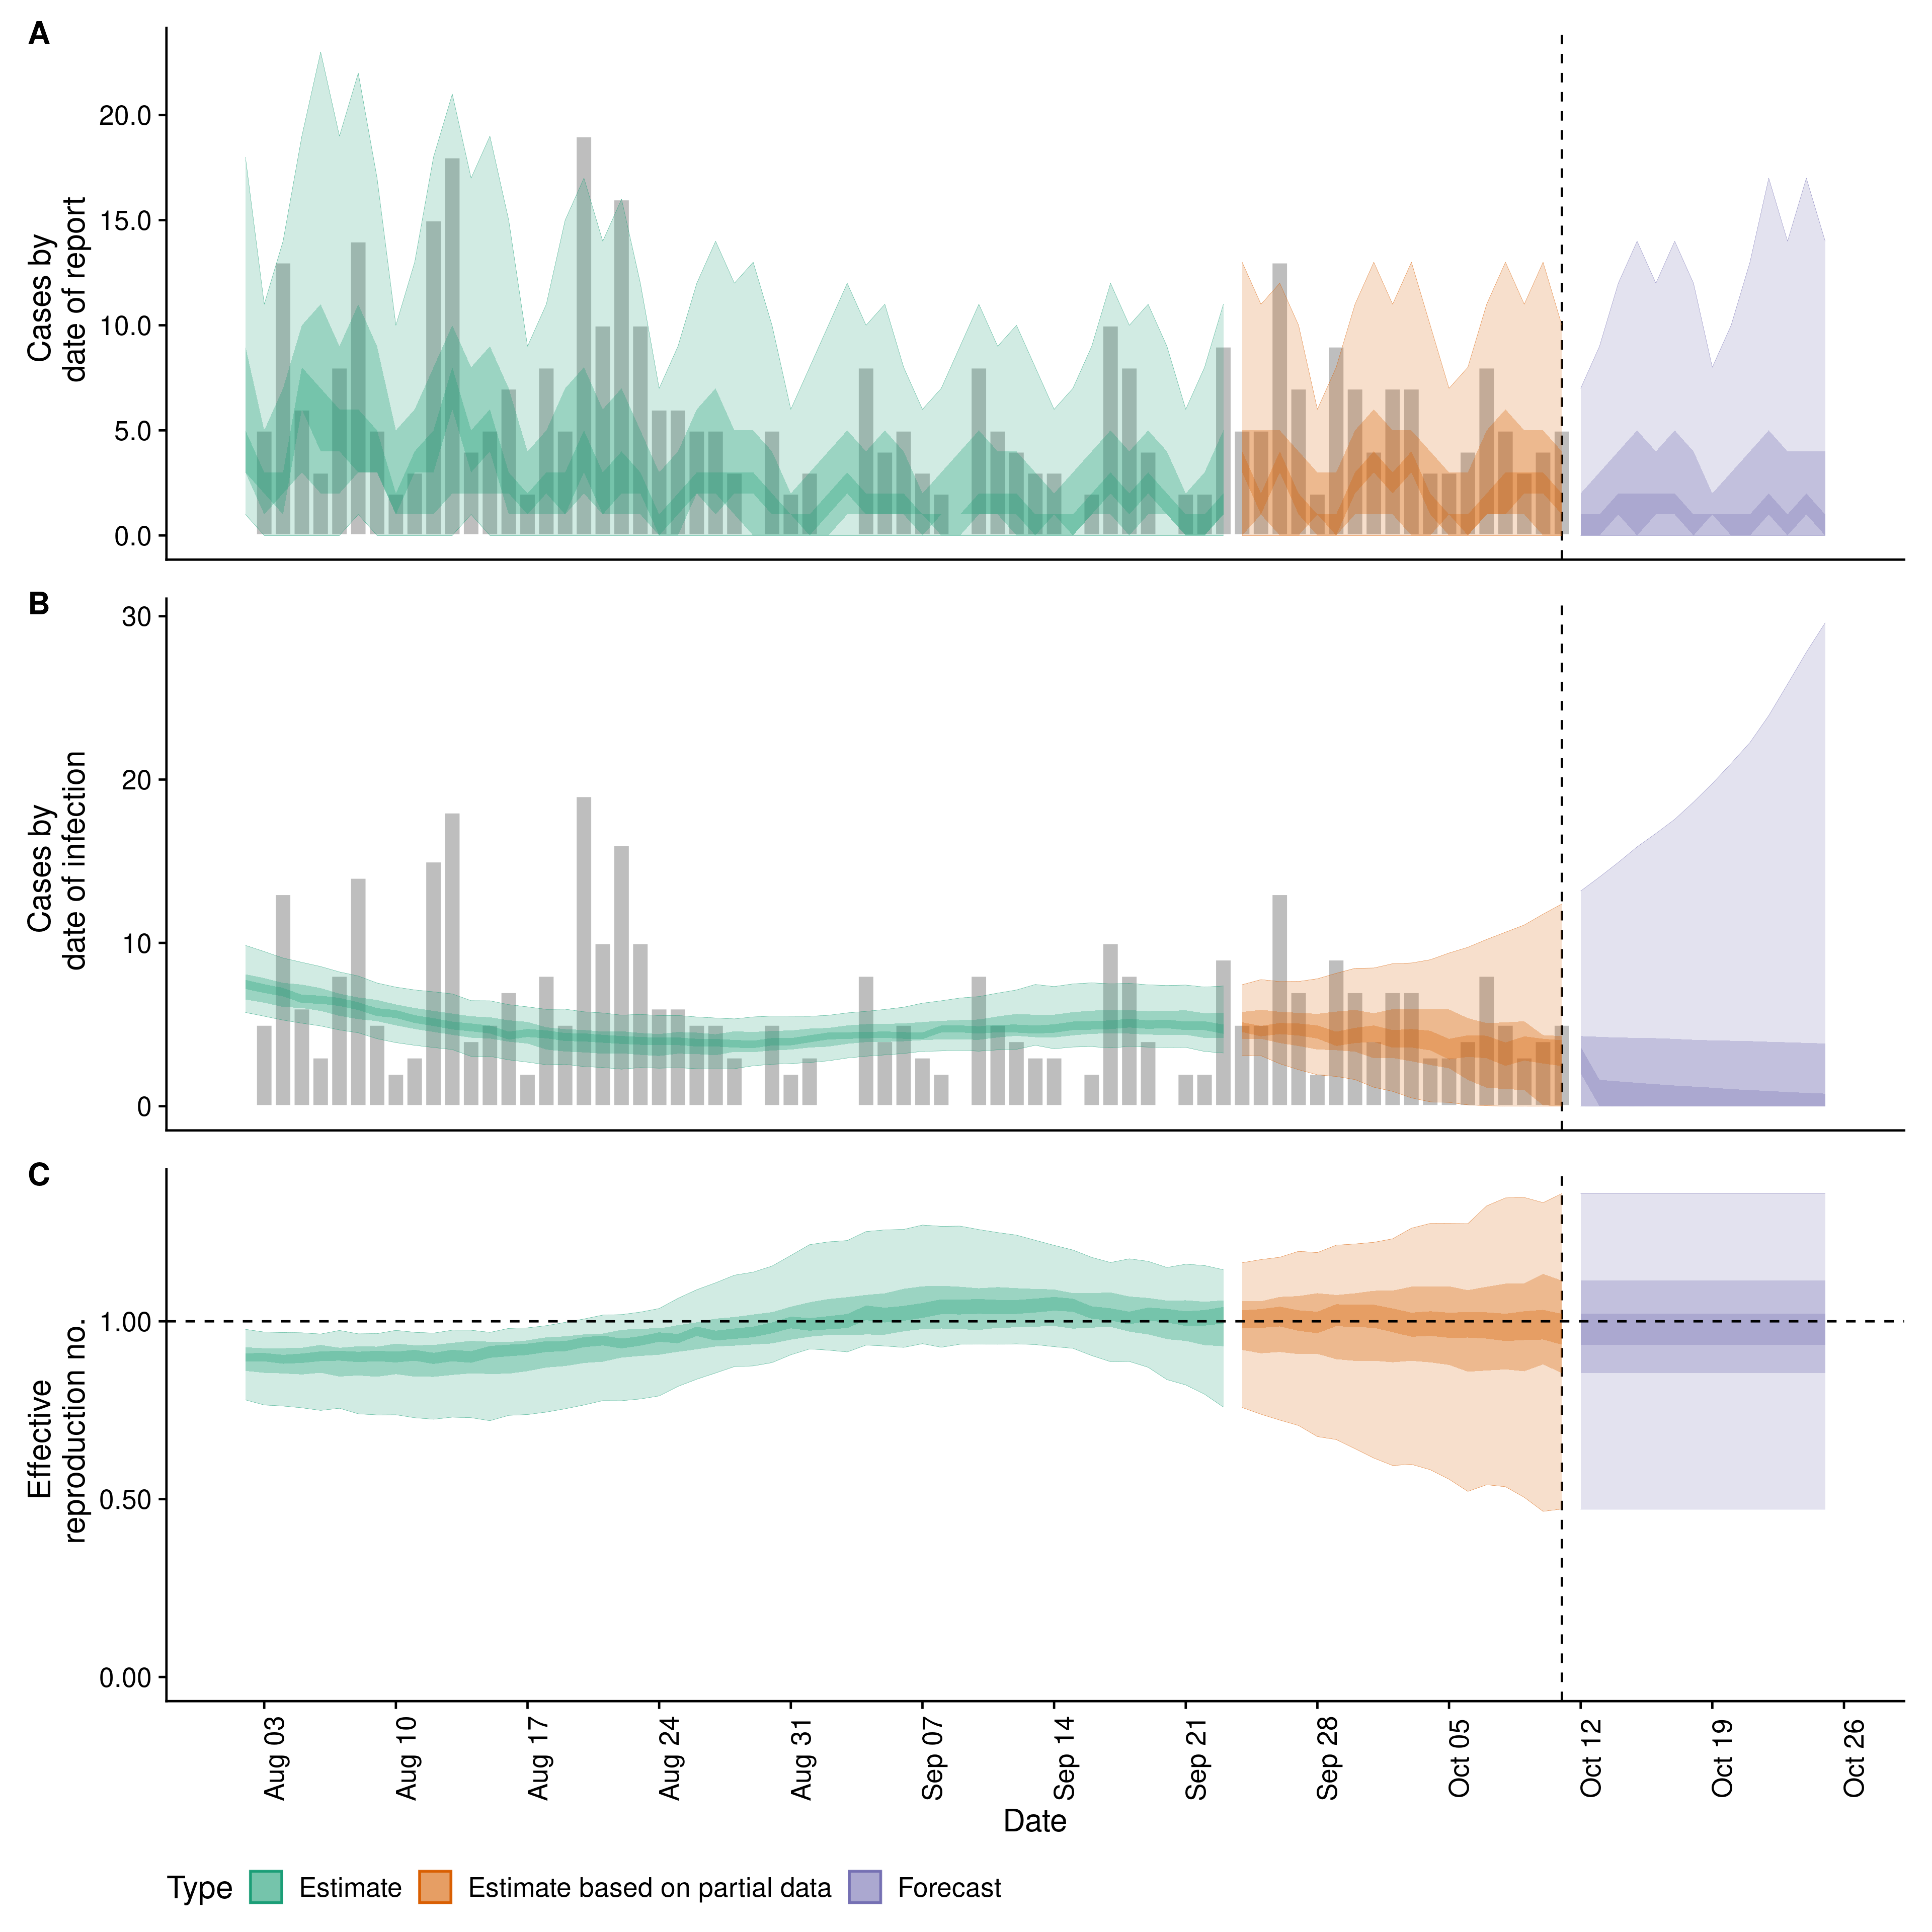 A
Cases by
date of report
20.0
15.0
10.0
5.0
0.0
B
Cases by
date of infection
30
20
10
0
C
Effective
reproduction no.
1.00
0.50
0.00
Aug 03
Aug 10
Aug 17
Aug 24
Aug 31
Sep 07
Sep 14
Sep 21
Sep 28
Oct 05
Oct 12
Oct 19
Oct 26
Date
Type Estimate Estimate based on partial data Forecast